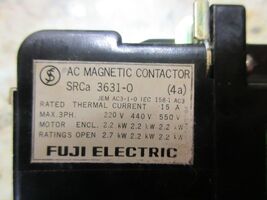 AC MAGNETIC CONTACTOR
SRCa 3631-0 (4a)
JEM AC3-1-0 IEC 158-1 AC3
RATED THERMAL CURRENT 15 A
MAX. 3PH. 220 V 440 V 550 V
MOTOR ENCL. 2.2 kW 2.2 kW 2.2 kW
RATINGS OPEN 2.7 kW 2.2 kW 2.2 kW
FUJI ELECTRIC